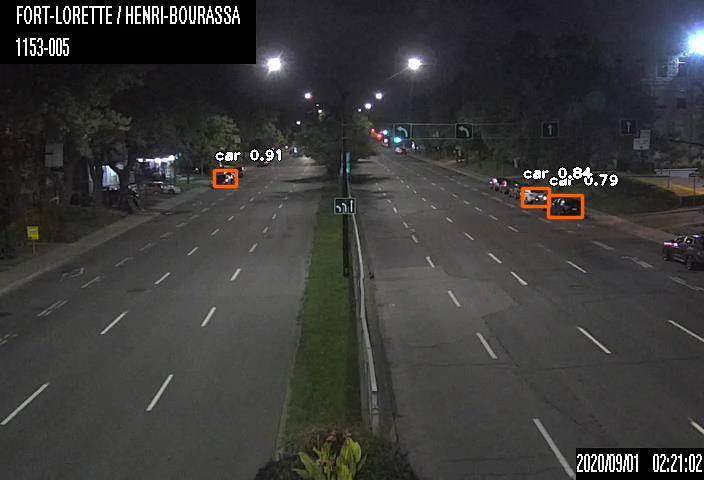 FORT-LORETTE / HENRI-BOURASSA
1153-005
car 0.91
car 0.84
car 0.79
2020/09/01 02:21:02